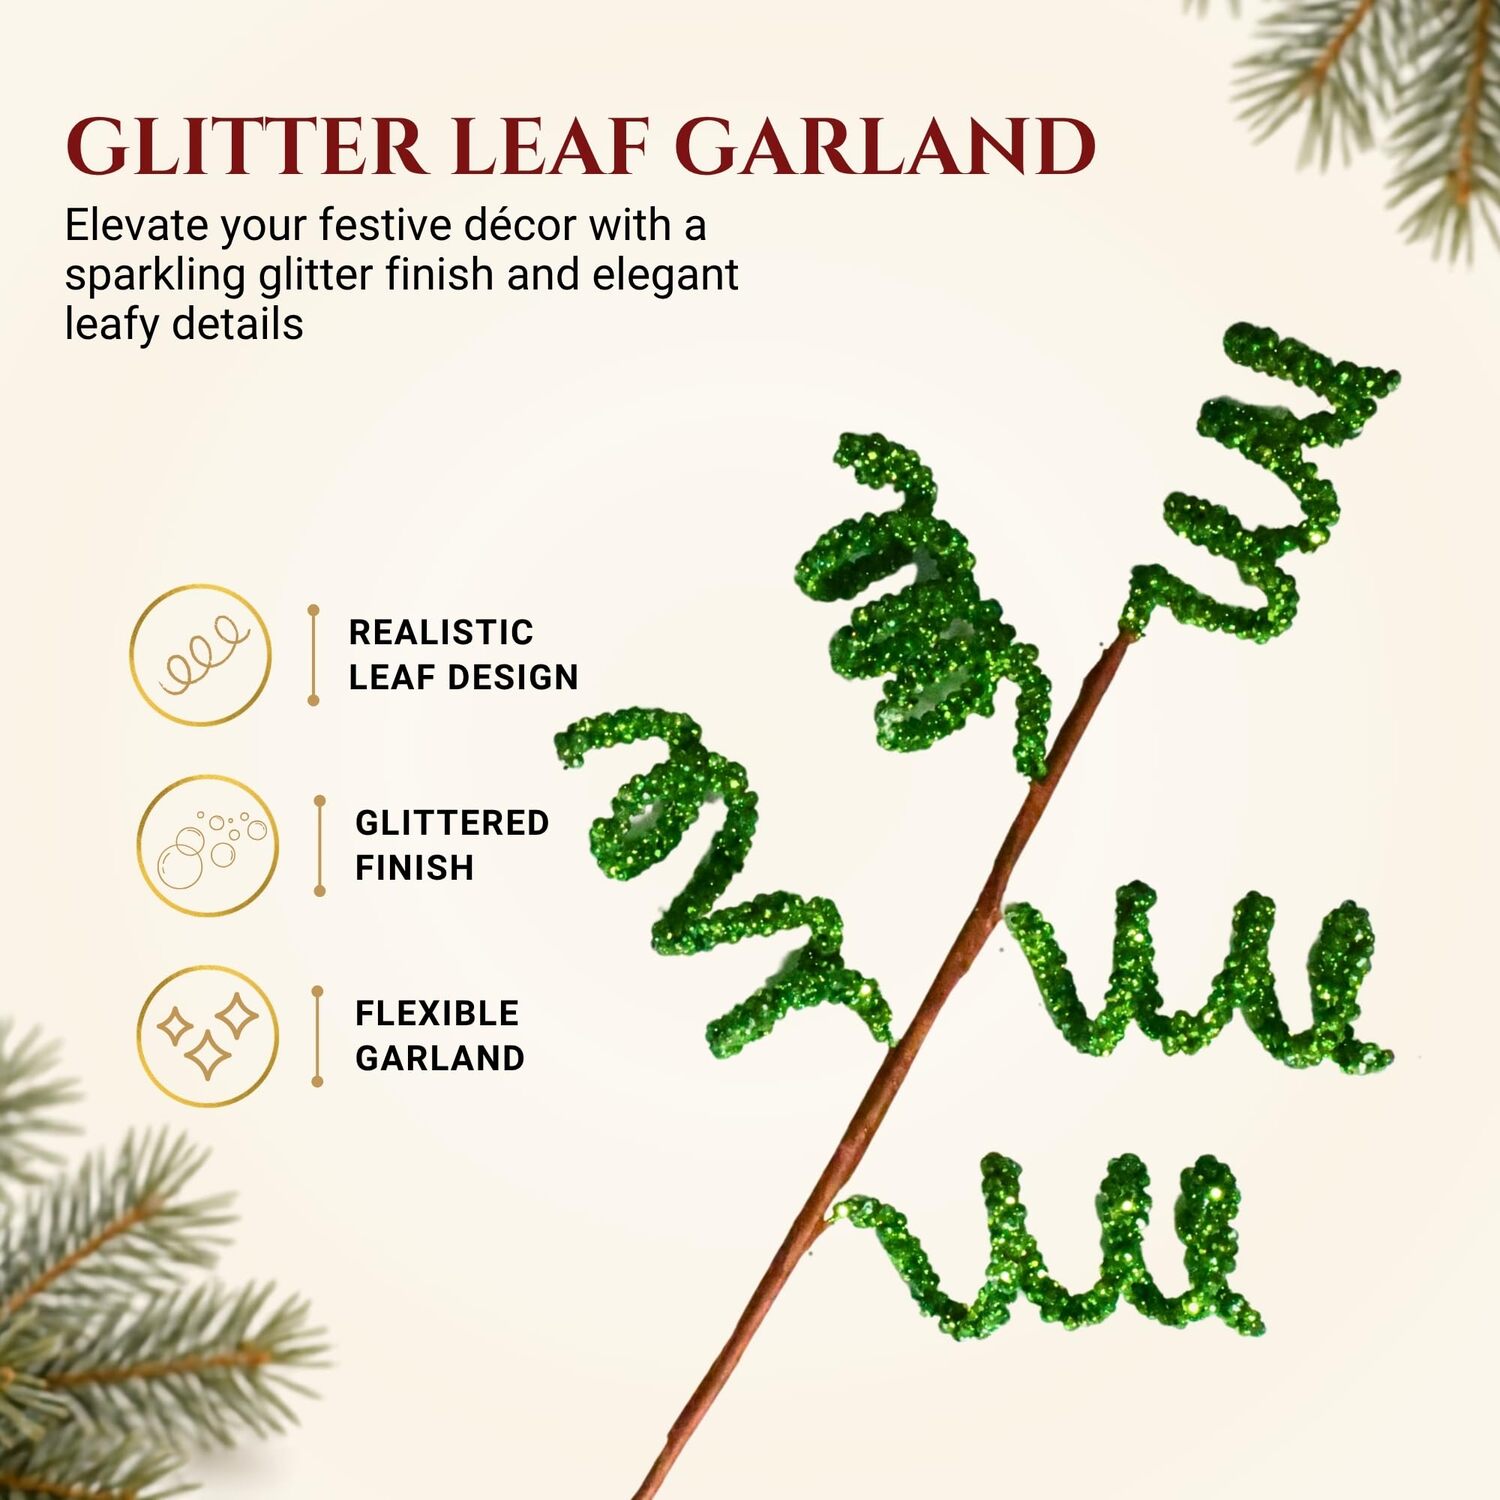 GLITTER LEAF GARLAND
Elevate your festive décor with a
sparkling glitter finish and elegant
leafy details
REALISTIC
LEAF DESIGN
GLITTERED
FINISH
FLEXIBLE
GARLAND